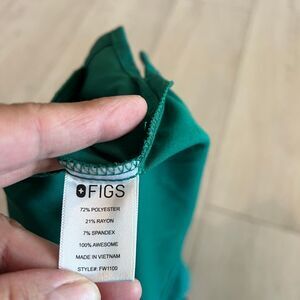 FIGS
72% POLYESTER
21% RAYON
7% SPANDEX
100% AWESOME
MADE IN VIETNAM
STYLE#: FW1100